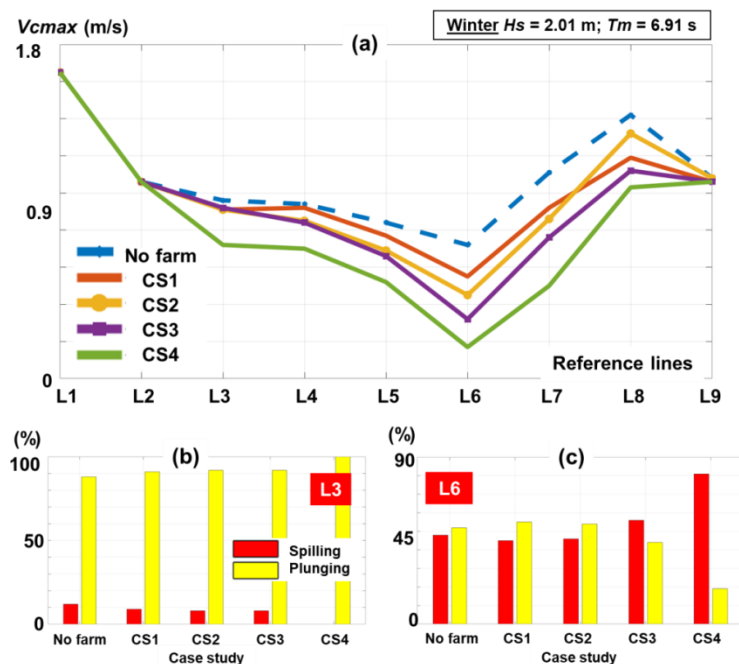 Vcmax (m/s)
(a)
Winter Hs = 2.01 m; Tm = 6.91 s
1.8
0.9
0
No farm
CS1
CS2
CS3
CS4
Reference lines
L1 L2 L3 L4 L5 L6 L7 L8 L9
(%)
(b)
100
50
0
L3
Spilling
Plunging
No farm CS1 CS2 CS3 CS4
Case study
(%)
(c)
90
45
0
L6
No farm CS1 CS2 CS3 CS4
Case study